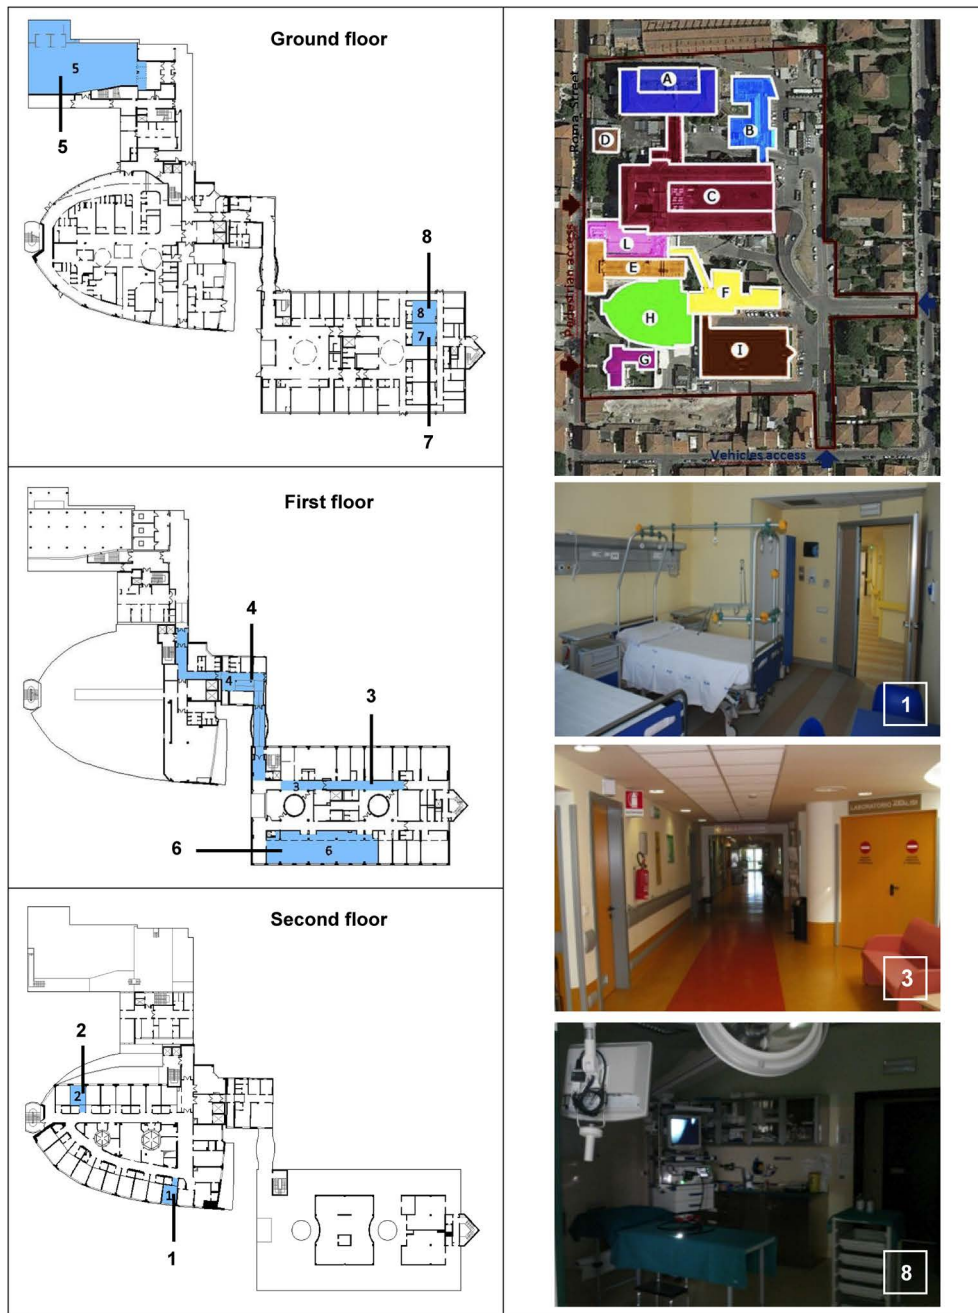 Ground floor
5
5
8
8
7
7
First floor
4
4
3
3
6
6
Second floor
2
2
1
1
A
B
D
C
L
E
F
H
I
G
Roma Street
Pedestrian access
Vehicles access
1
LABORATORIO
3
8